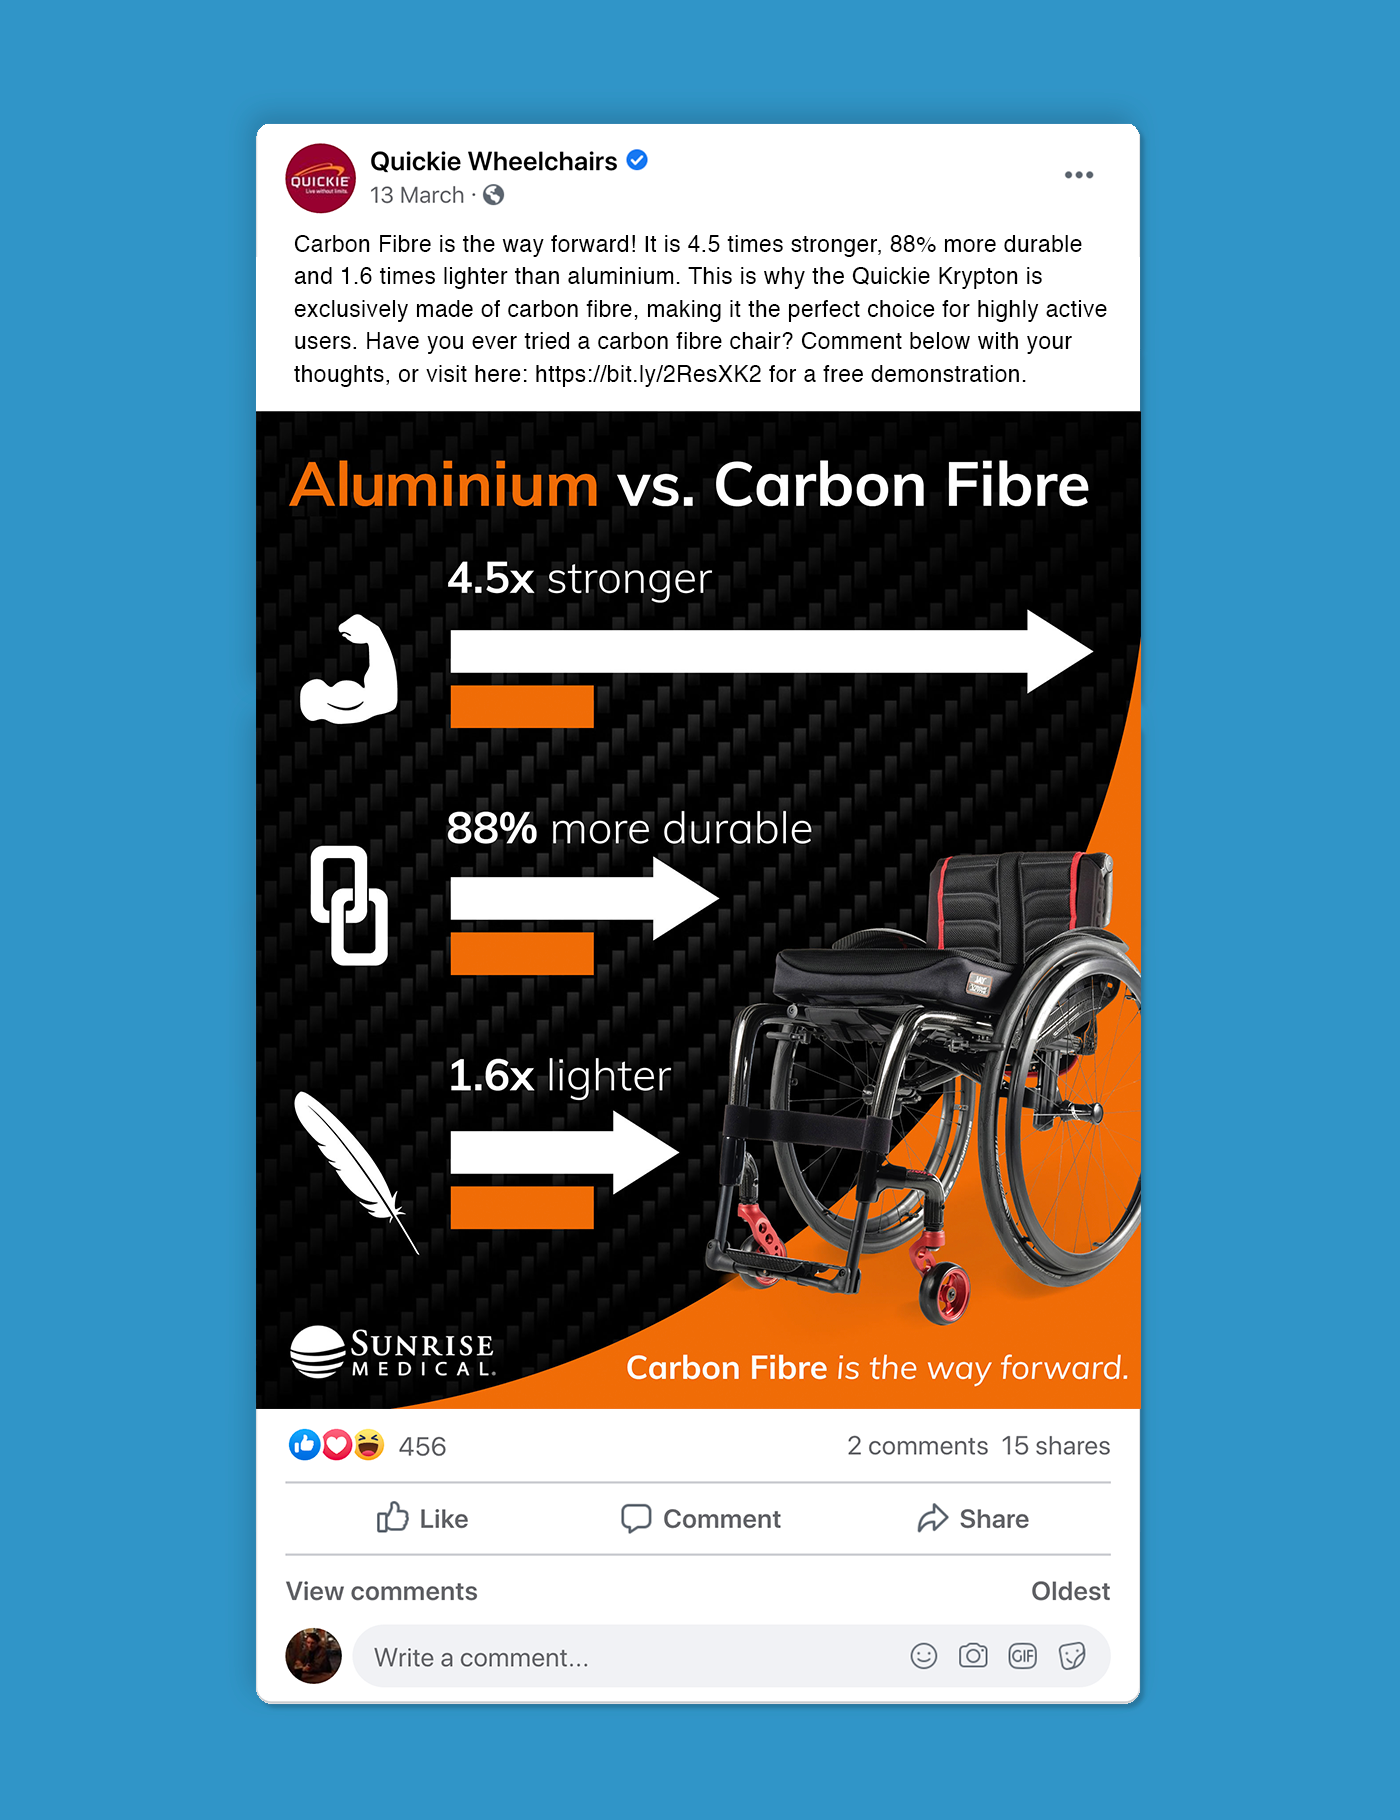 QUICKIE
Live without limits.
Quickie Wheelchairs
13 March ·
Carbon Fibre is the way forward! It is 4.5 times stronger, 88% more durable
and 1.6 times lighter than aluminium. This is why the Quickie Krypton is
exclusively made of carbon fibre, making it the perfect choice for highly active
users. Have you ever tried a carbon fibre chair? Comment below with your
thoughts, or visit here: https://bit.ly/2ResXK2 for a free demonstration.
Aluminium vs. Carbon Fibre
4.5x stronger
88% more durable
1.6x lighter
JAY
SUNRISE
MEDICAL.
Carbon Fibre is the way forward.
456
2 comments 15 shares
Like
Comment
Share
View comments
Oldest
Write a comment...
GIF